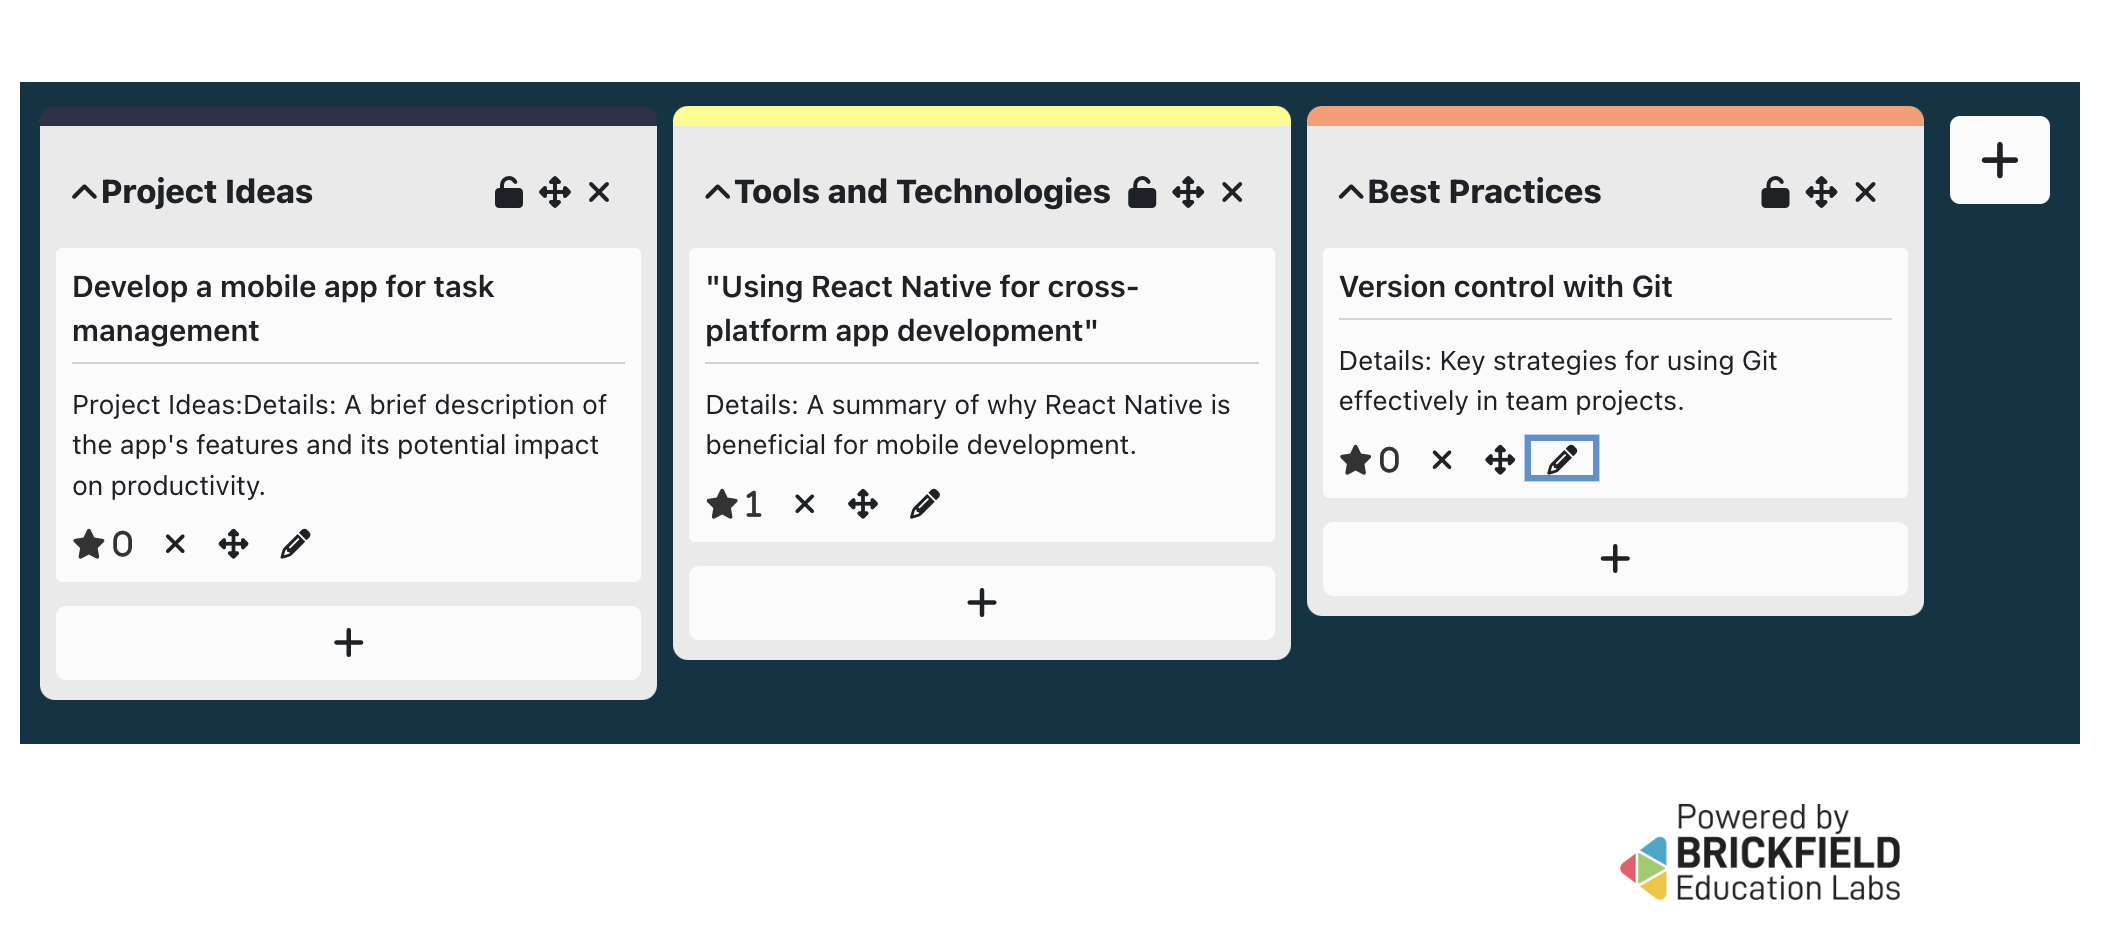 Project Ideas
Develop a mobile app for task
management
Project Ideas:Details: A brief description of
the app's features and its potential impact
on productivity.
0
Tools and Technologies
"Using React Native for cross-
platform app development"
Details: A summary of why React Native is
beneficial for mobile development.
1
Best Practices
Version control with Git
Details: Key strategies for using Git
effectively in team projects.
0
Powered by
BRICKFIELD
Education Labs